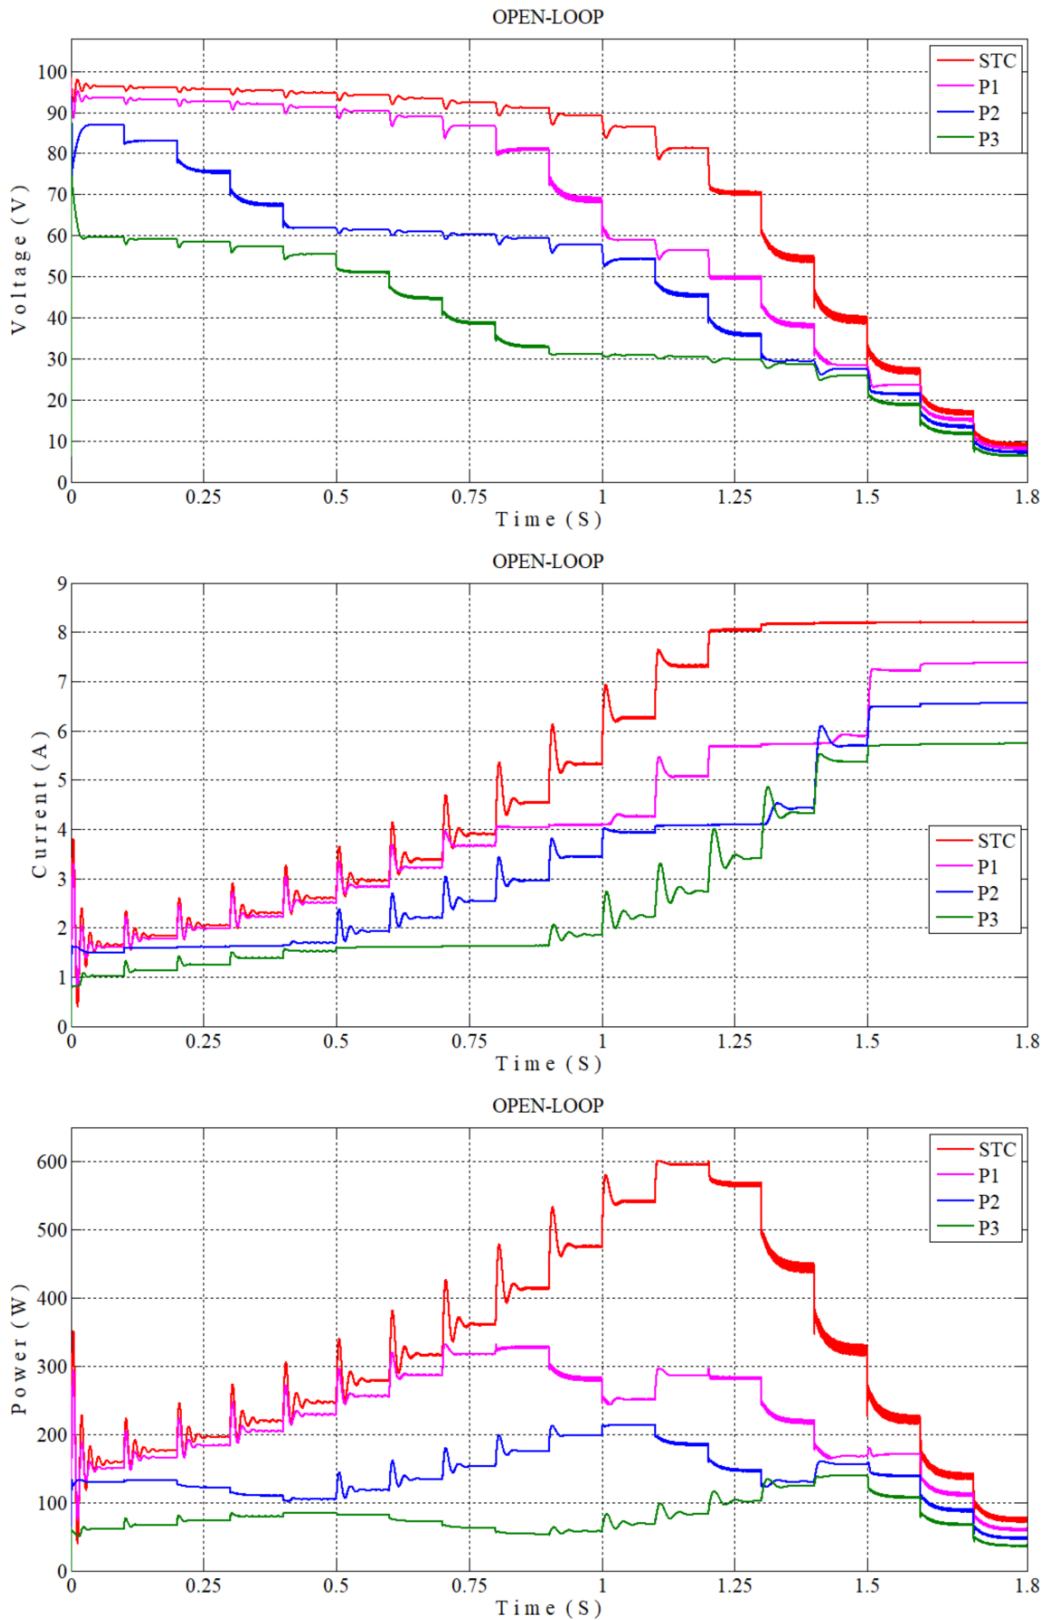 OPEN-LOOP
Voltage (V)
100
90
80
70
60
50
40
30
20
10
0
STC
P1
P2
P3
0 0.25 0.5 0.75 1 1.25 1.5 1.8
Time (S)
OPEN-LOOP
Current (A)
9
8
7
6
5
4
3
2
1
0
STC
P1
P2
P3
0 0.25 0.5 0.75 1 1.25 1.5 1.8
Time (S)
OPEN-LOOP
Power (W)
600
500
400
300
200
100
0
STC
P1
P2
P3
0 0.25 0.5 0.75 1 1.25 1.5 1.8
Time (S)